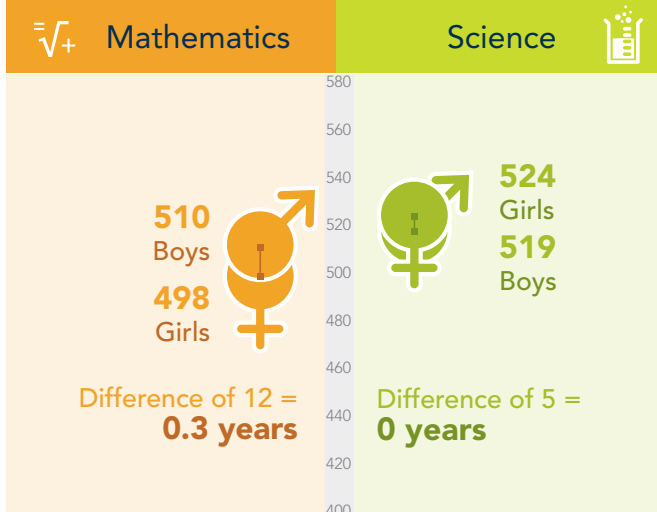 Mathematics
Science
580
560
540
520
500
480
460
440
420
400
510
Boys
498
Girls
Difference of 12 =
0.3 years
524
Girls
519
Boys
Difference of 5 =
0 years